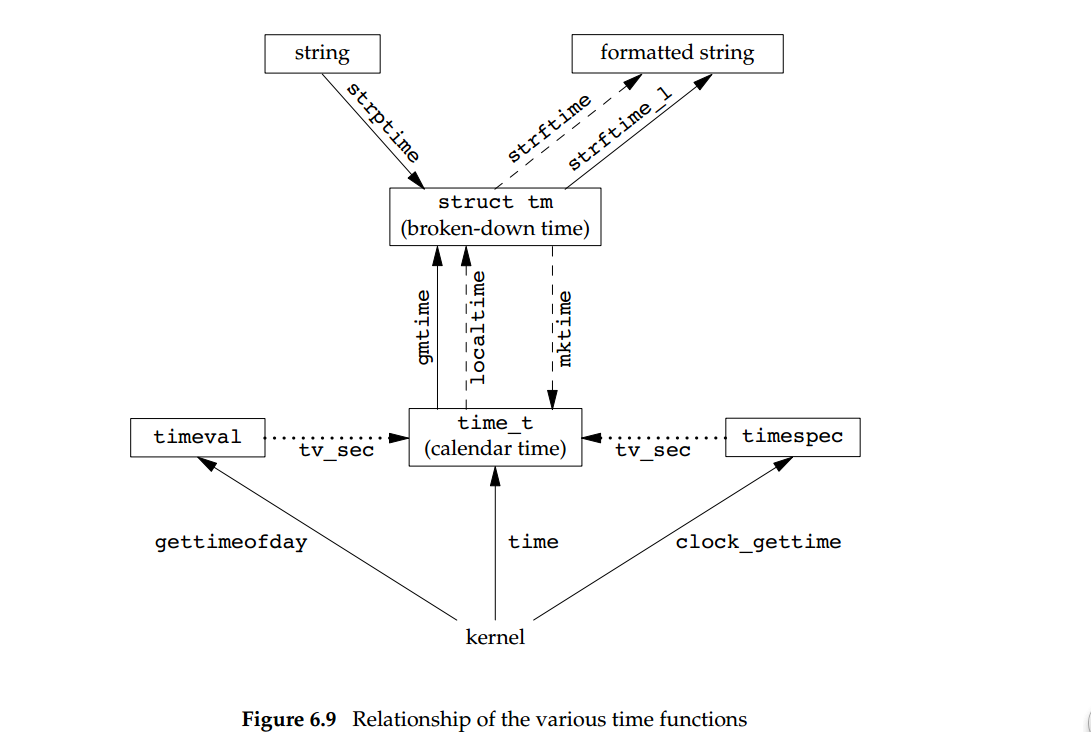 string
formatted string
strptime
strftime
strftime_l
struct tm
(broken-down time)
gmtime
localtime
mktime
time_t
(calendar time)
timeval
tv_sec
tv_sec
timespec
gettimeofday
time
clock_gettime
kernel
Figure 6.9 Relationship of the various time functions